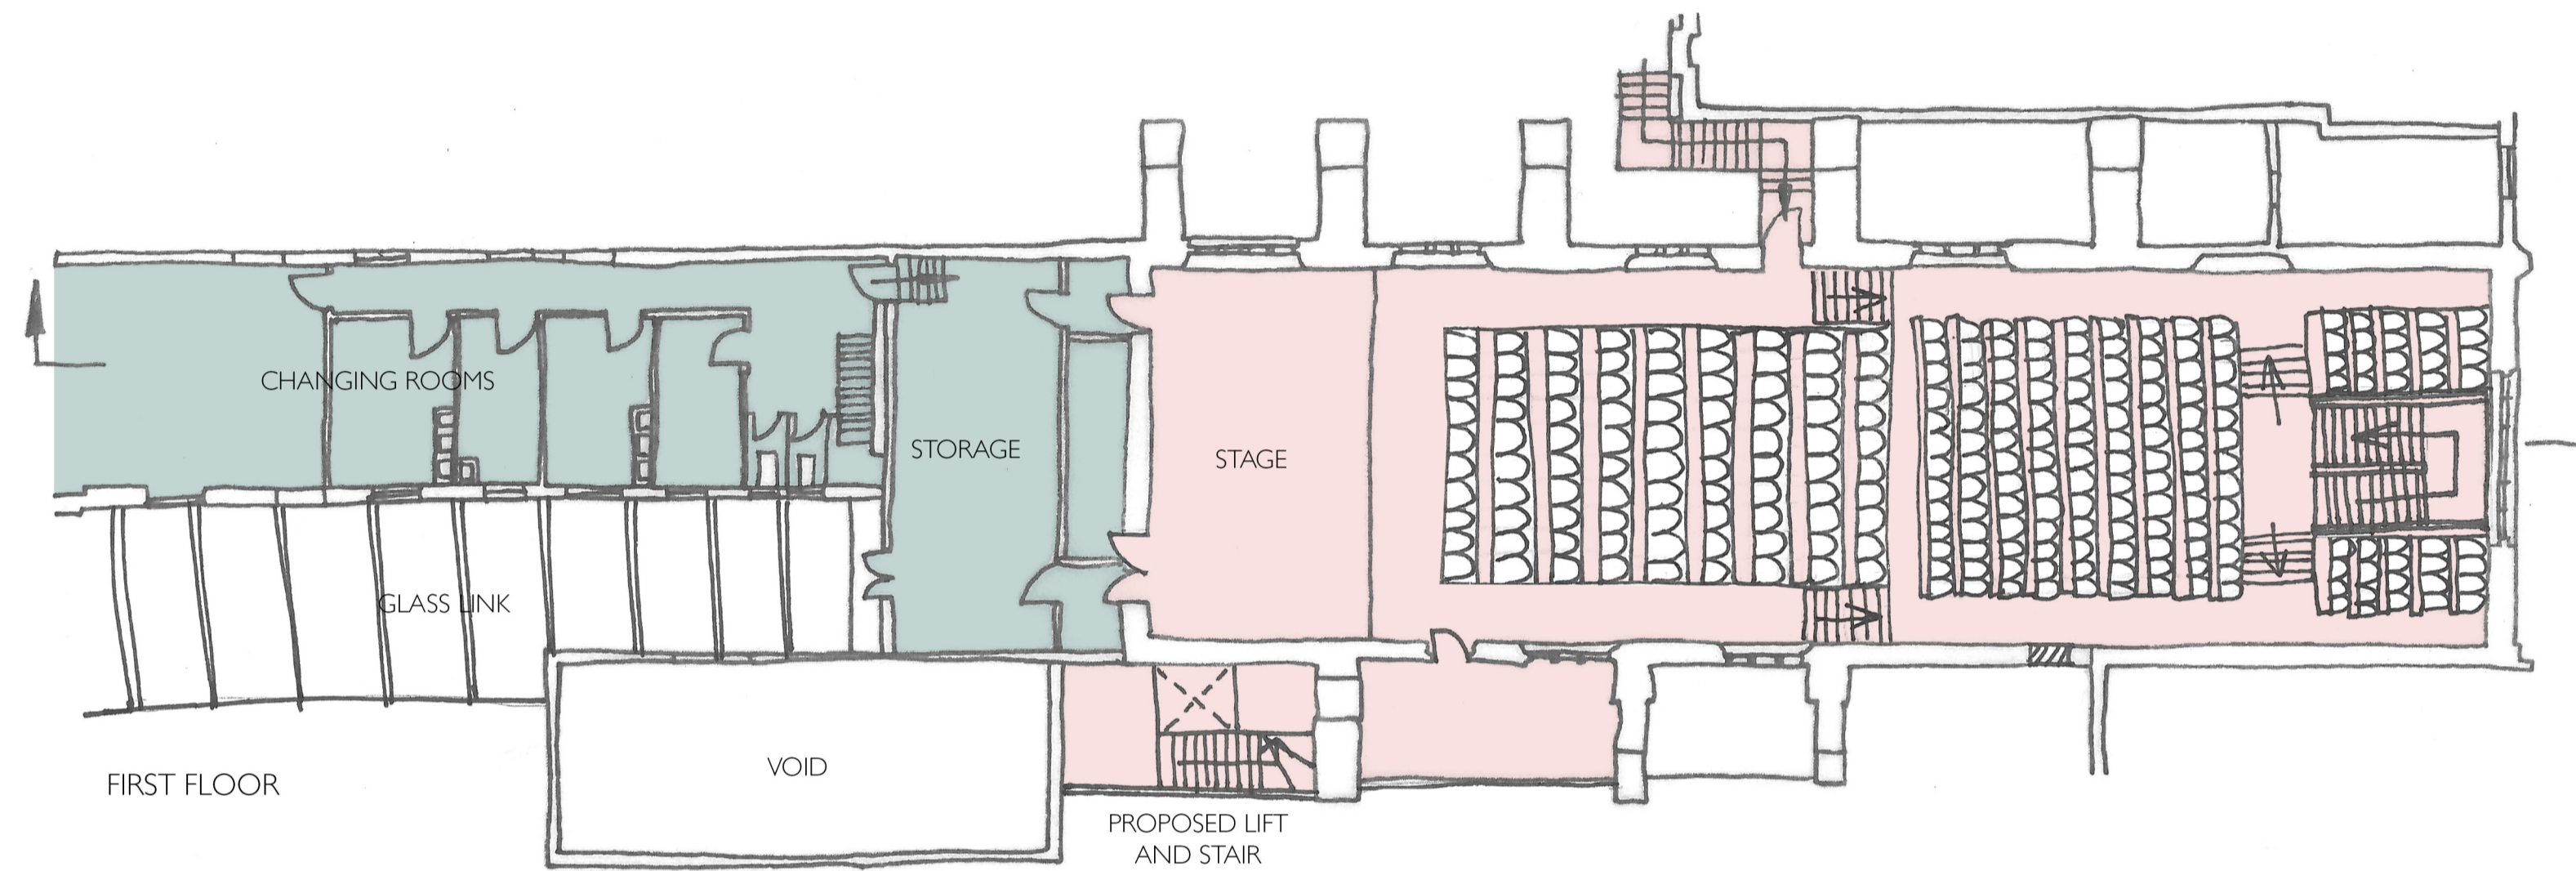 CHANGING ROOMS
STORAGE
STAGE
GLASS LINK
VOID
FIRST FLOOR
PROPOSED LIFT
AND STAIR